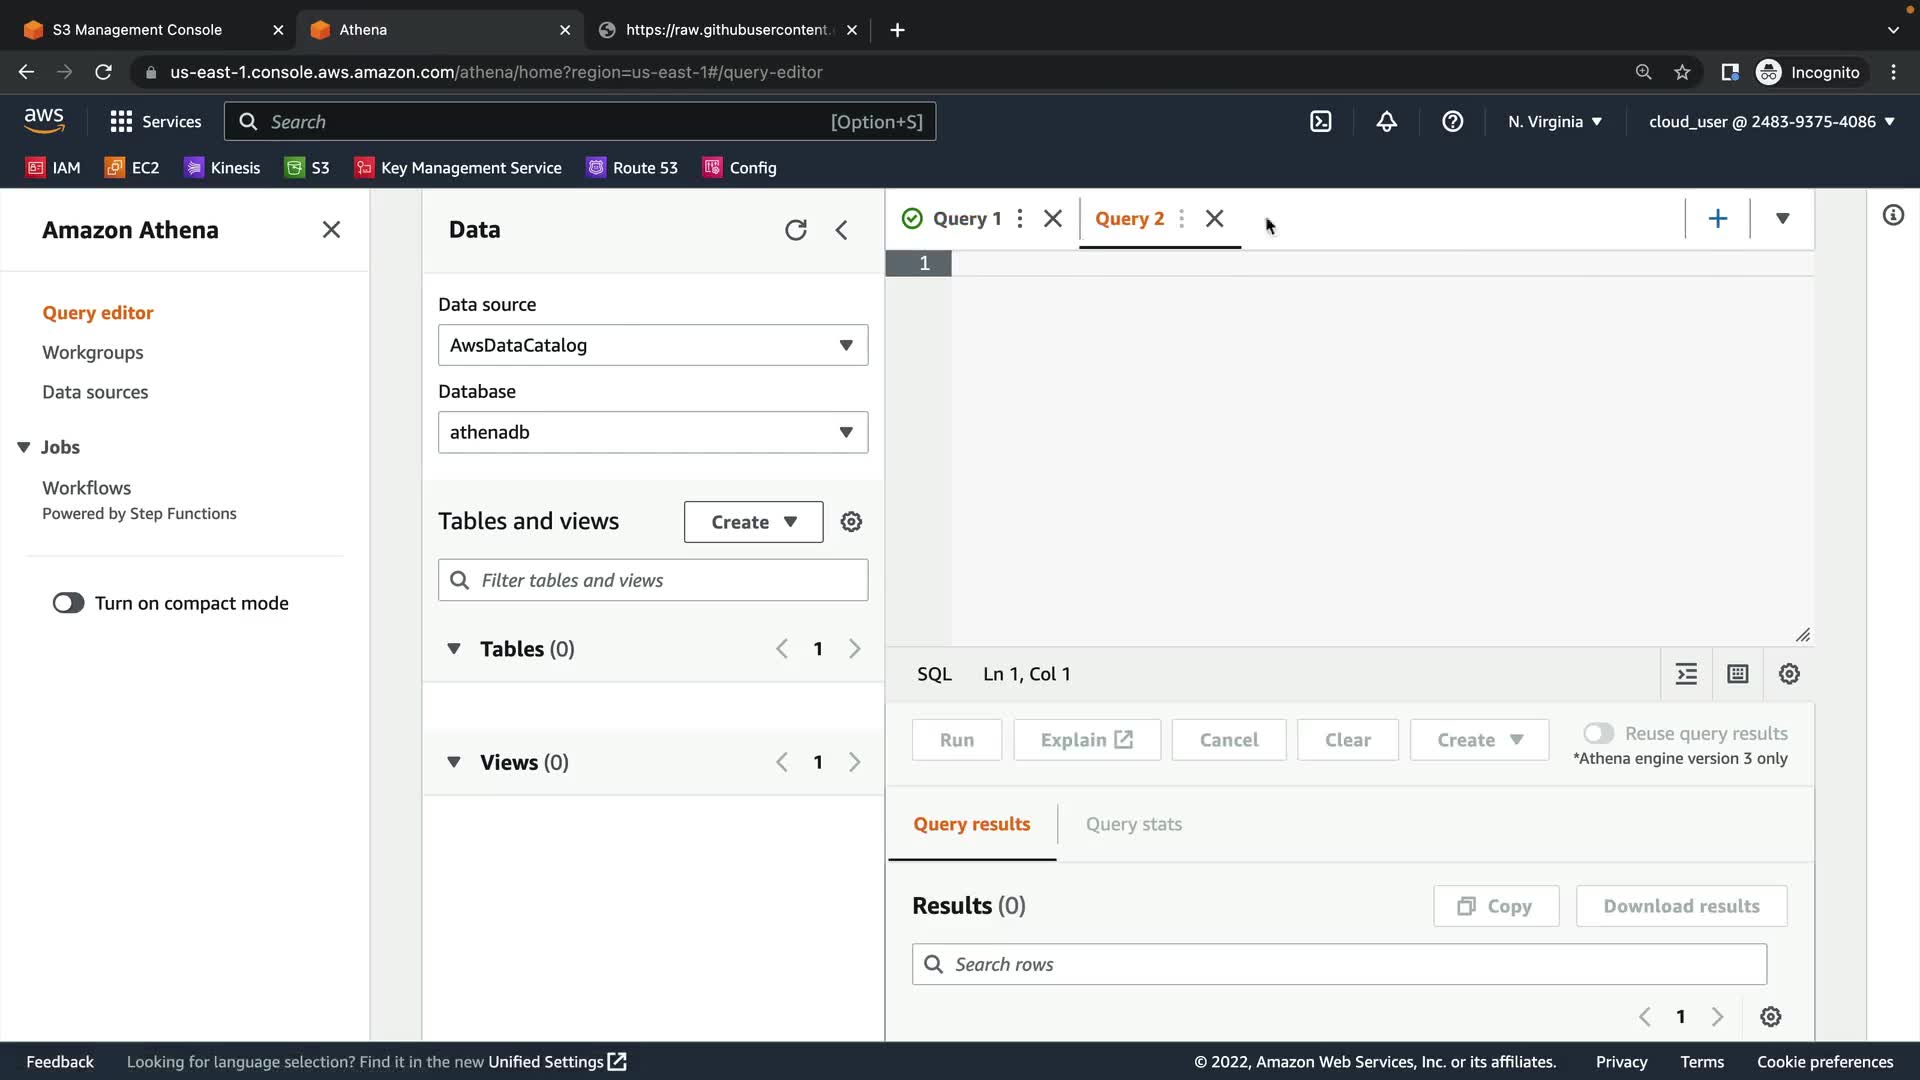 S3 Management Console
Athena
https://raw.githubusercontent.
us-east-1.console.aws.amazon.com/athena/home?region=us-east-1#/query-editor
Incognito
aws
Services
Search
[Option+S]
N. Virginia
cloud_user @ 2483-9375-4086
IAM
EC2
Kinesis
S3
Key Management Service
Route 53
Config
Amazon Athena
Query editor
Workgroups
Data sources
Jobs
Workflows
Powered by Step Functions
Turn on compact mode
Data
Data source
AwsDataCatalog
Database
athenadb
Tables and views
Create
Filter tables and views
Tables (0)
1
Views (0)
1
Query 1
Query 2
1
SQL
Ln 1, Col 1
Run
Explain
Cancel
Clear
Create
Reuse query results
*Athena engine version 3 only
Query results
Query stats
Results (0)
Copy
Download results
Search rows
1
Feedback
Looking for language selection? Find it in the new Unified Settings
© 2022, Amazon Web Services, Inc. or its affiliates.
Privacy
Terms
Cookie preferences